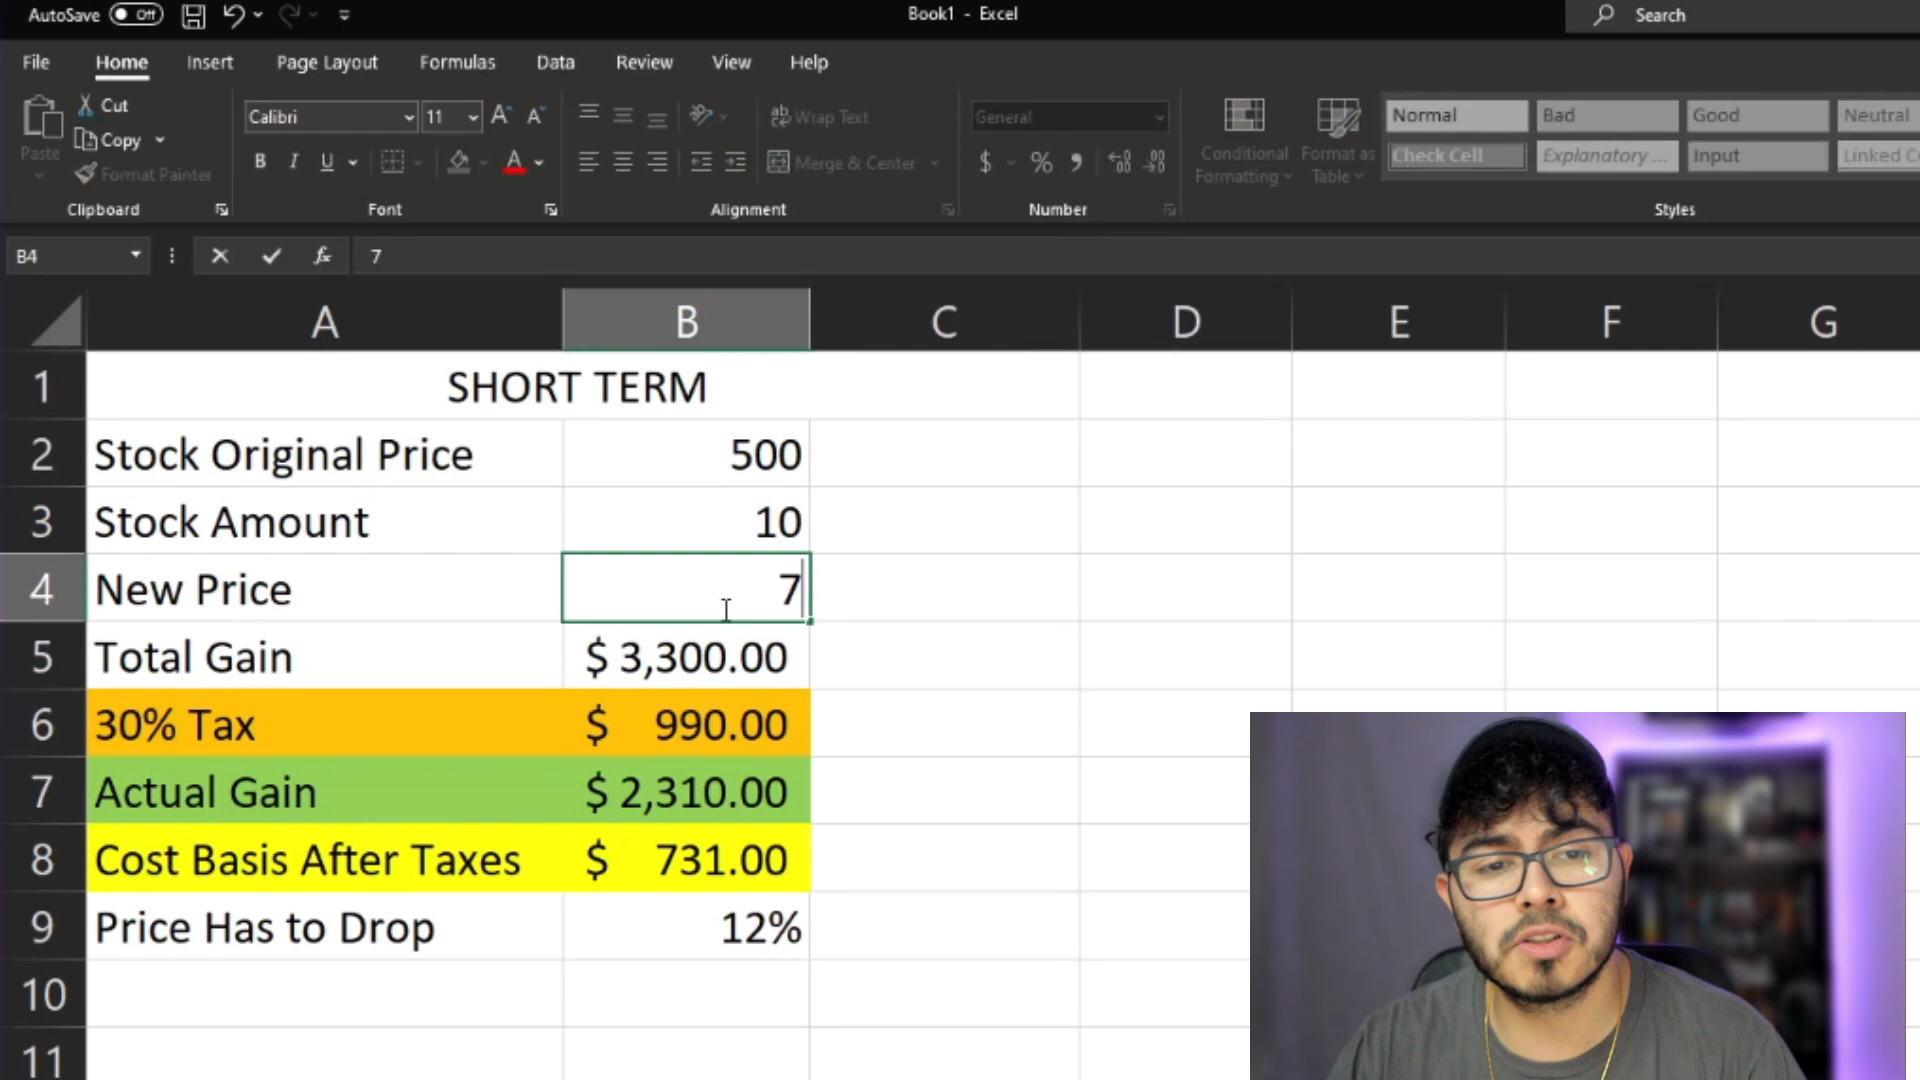 AutoSave Off Book1 - Excel Search
File Home Insert Page Layout Formulas Data Review View Help
Paste
Cut
Copy
Format Painter
Clipboard
Calibri 11
B I U A
Font
Wrap Text
Merge & Center
Alignment
General
$ % ,
Number
Conditional
Formatting
Format as
Table
Normal Bad Good Neutral
Check Cell Explanatory ... Input Linked Ce
Styles
B4 fx 7
A B C D E F G
1 SHORT TERM
2 Stock Original Price 500
3 Stock Amount 10
4 New Price 7
5 Total Gain $ 3,300.00
6 30% Tax $ 990.00
7 Actual Gain $ 2,310.00
8 Cost Basis After Taxes $ 731.00
9 Price Has to Drop 12%
10
11